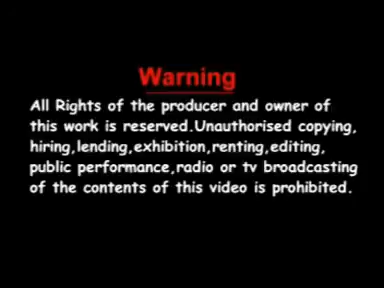 Warning
All Rights of the producer and owner of
this work is reserved.Unauthorised copying,
hiring,lending,exhibition,renting,editing,
public performance,radio or tv broadcasting
of the contents of this video is prohibited.